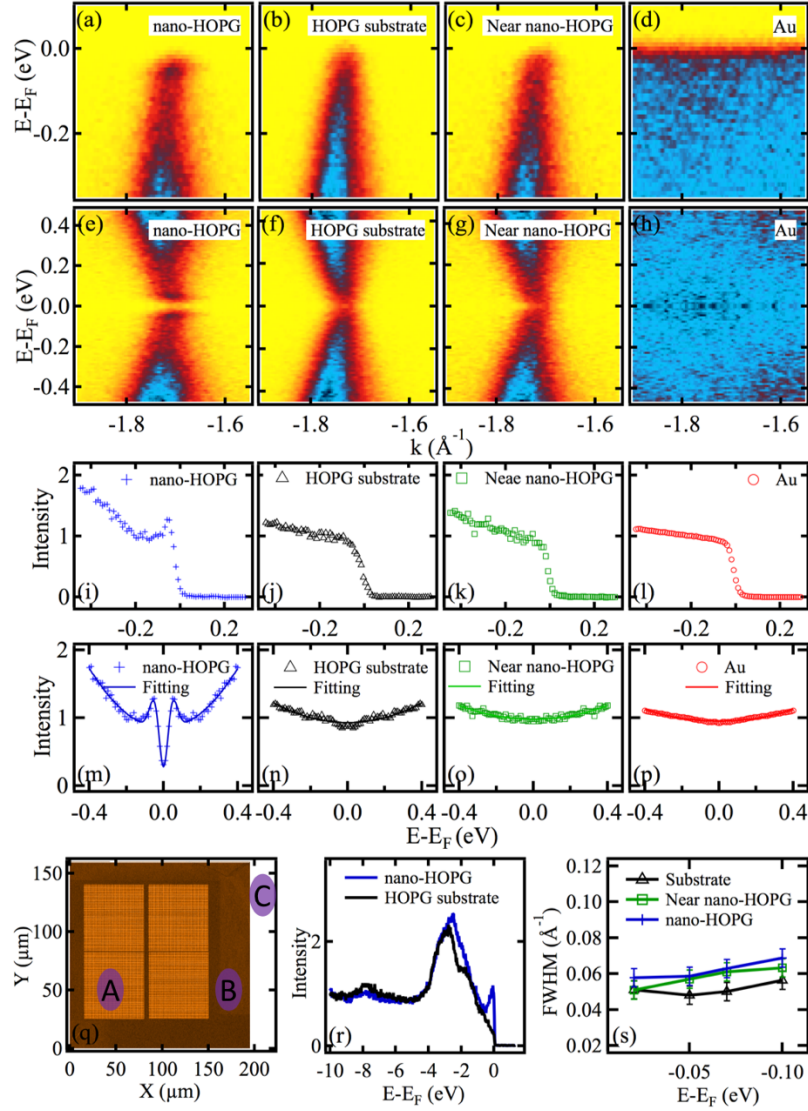 (a) nano-HOPG (b) HOPG substrate (c) Near nano-HOPG (d) Au
E-E_F (eV)
0.0
-0.2
(e) nano-HOPG (f) HOPG substrate (g) Near nano-HOPG (h) Au
E-E_F (eV)
0.4
0.2
0.0
-0.2
-0.4
-1.8 -1.6 -1.8 -1.6 -1.8 -1.6 -1.8 -1.6
k (Å⁻¹)
Intensity
2
1
0
nano-HOPG HOPG substrate Neae nano-HOPG Au
(i) (j) (k) (l)
-0.2 0.2 -0.2 0.2 -0.2 0.2 -0.2 0.2
Intensity
2
1
0
nano-HOPG HOPG substrate Near nano-HOPG Au
Fitting Fitting Fitting Fitting
(m) (n) (o) (p)
-0.4 0.0 0.4 -0.4 0.0 0.4 -0.4 0.0 0.4 -0.4 0.0 0.4
E-E_F (eV)
Y (µm)
150
100
50
0
A B C
(q)
0 50 100 150 200
X (µm)
Intensity
2
0
nano-HOPG
HOPG substrate
(r)
-10 -8 -6 -4 -2 0
E-E_F (eV)
FWHM (Å⁻¹)
0.12
0.10
0.08
0.06
0.04
0.02
Substrate
Near nano-HOPG
nano-HOPG
(s)
-0.05 -0.10
E-E_F (eV)